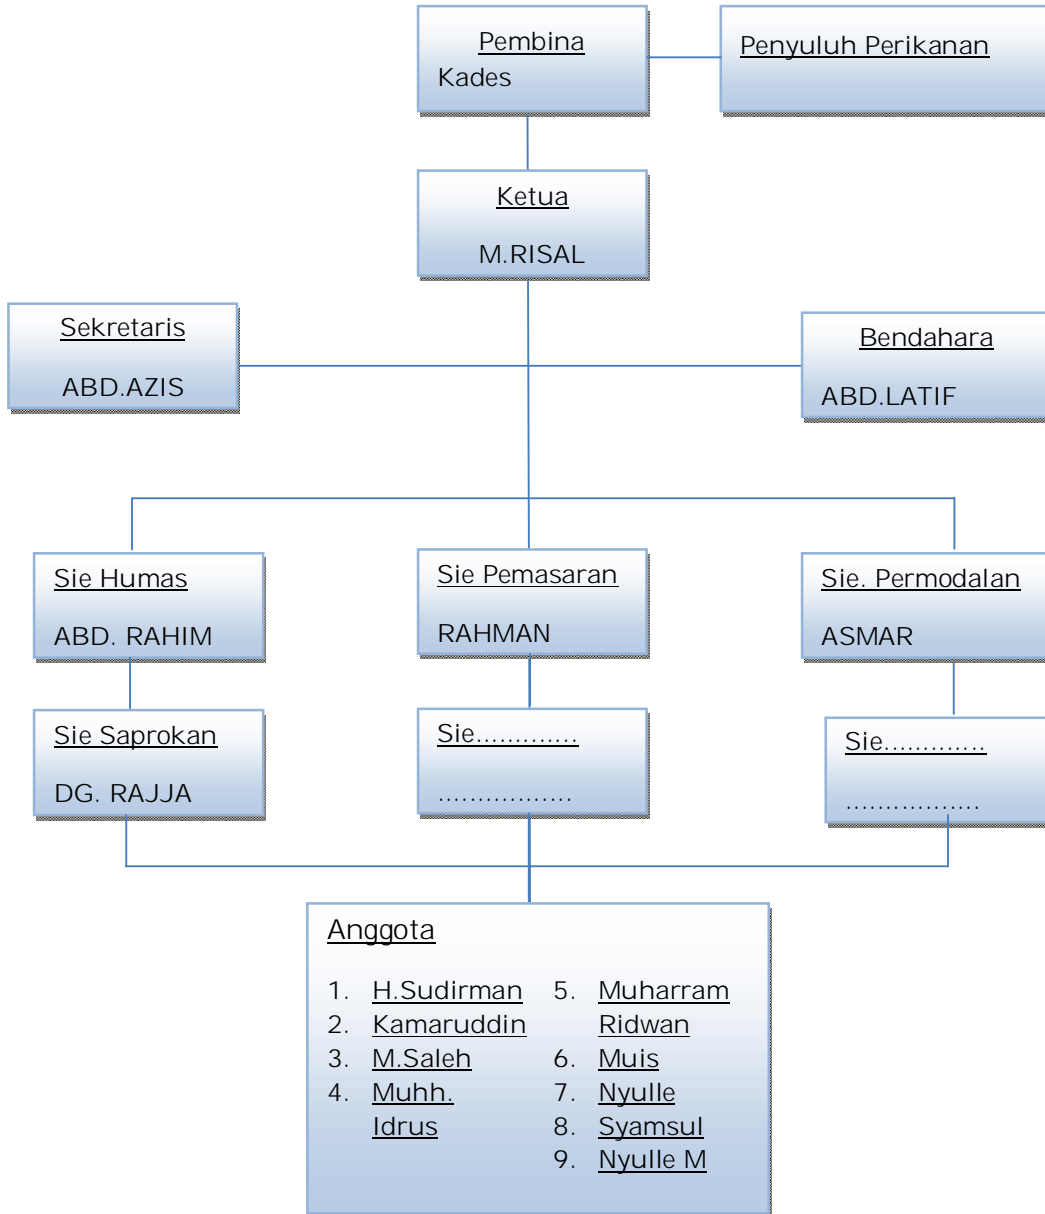 Pembina
Kades
Penyuluh Perikanan
Ketua
M.RISAL
Sekretaris
ABD.AZIS
Bendahara
ABD.LATIF
Sie Humas
ABD. RAHIM
Sie Pemasaran
RAHMAN
Sie. Permodalan
ASMAR
Sie Saprokan
DG. RAJJA
Sie.............
.................
Sie.............
.................
Anggota
1. H.Sudirman
2. Kamaruddin
3. M.Saleh
4. Muhh.
Idrus
5. Muharram
Ridwan
6. Muis
7. Nyulle
8. Syamsul
9. Nyulle M